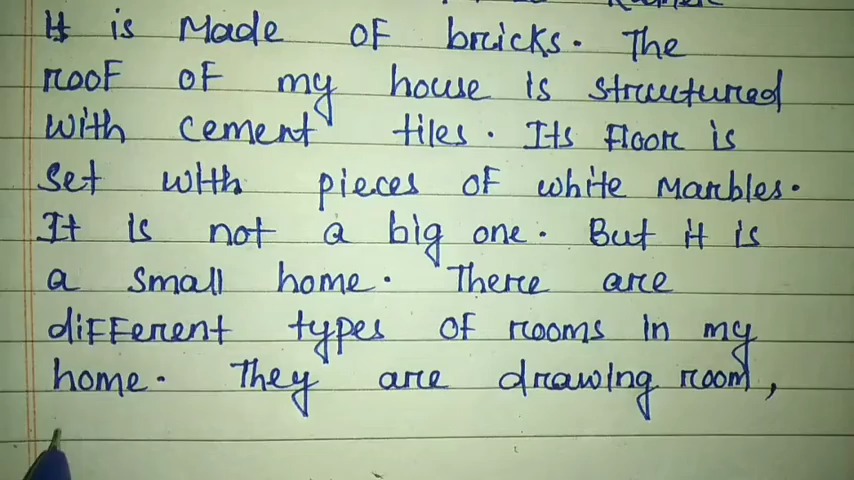 It is Made of bricks. The
roof of my house is structured
with cement tiles. Its floor is
set with pieces of white Marbles.
It is not a big one. But it is
a small home. There are
different types of rooms in my
home. They are drawing room,